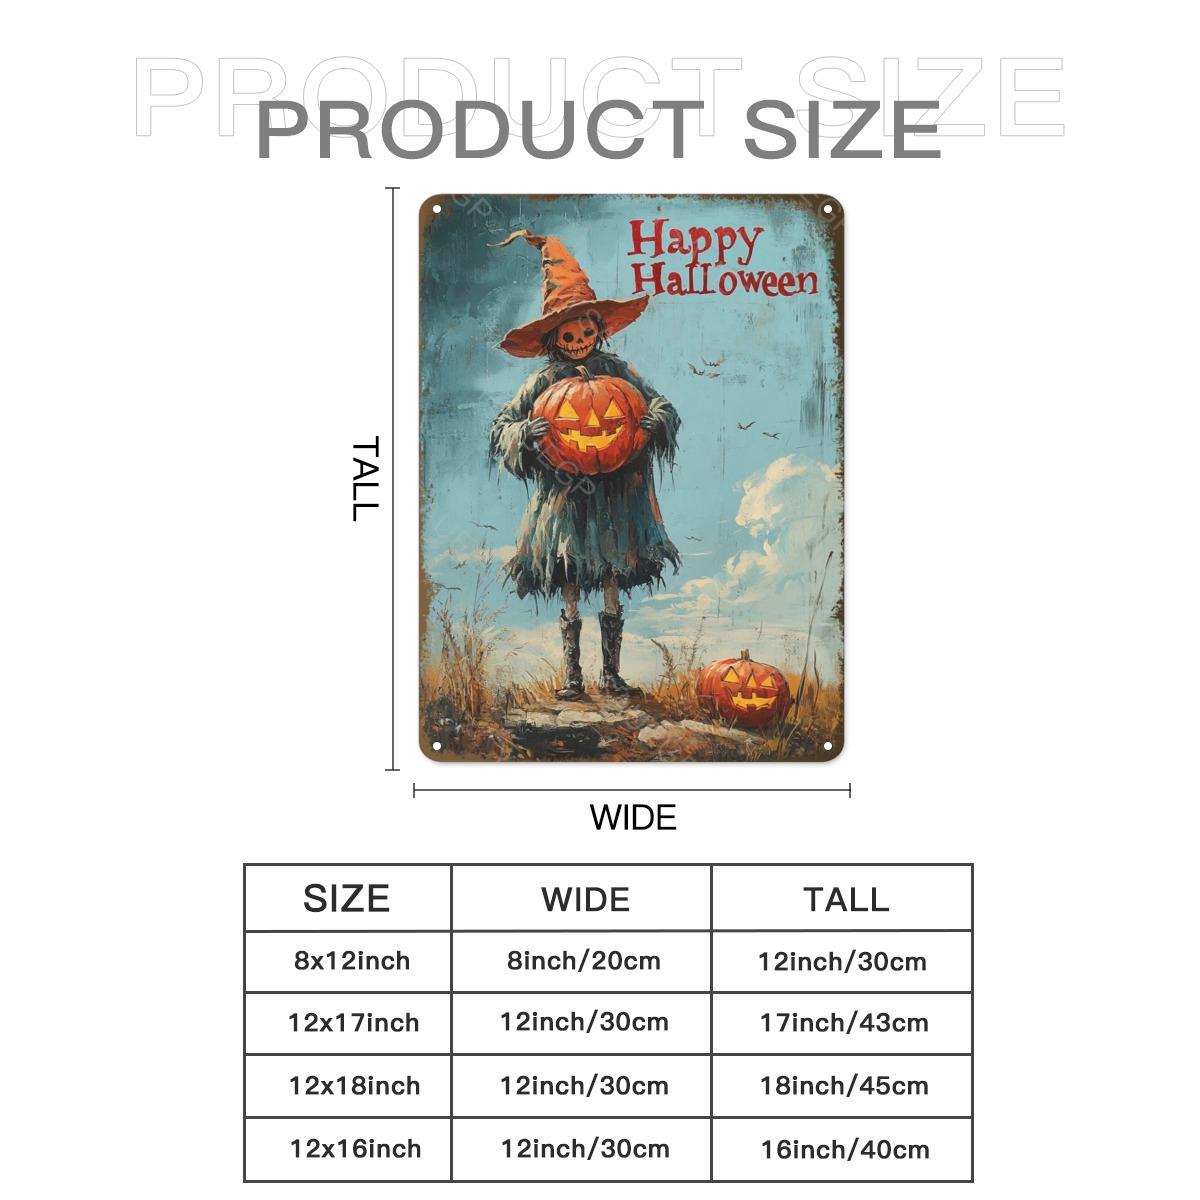 PRODUCT SIZE
PRODUCT SIZE
Happy
Halloween
TALL
WIDE
SIZE WIDE TALL
8x12inch 8inch/20cm 12inch/30cm
12x17inch 12inch/30cm 17inch/43cm
12x18inch 12inch/30cm 18inch/45cm
12x16inch 12inch/30cm 16inch/40cm